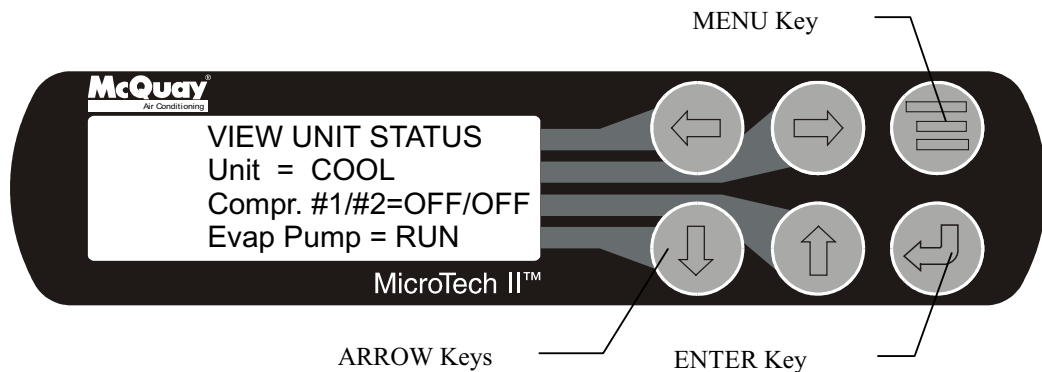 MENU Key
McQuay®
Air Conditioning
VIEW UNIT STATUS
Unit = COOL
Compr. #1/#2=OFF/OFF
Evap Pump = RUN
MicroTech II™
ARROW Keys
ENTER Key